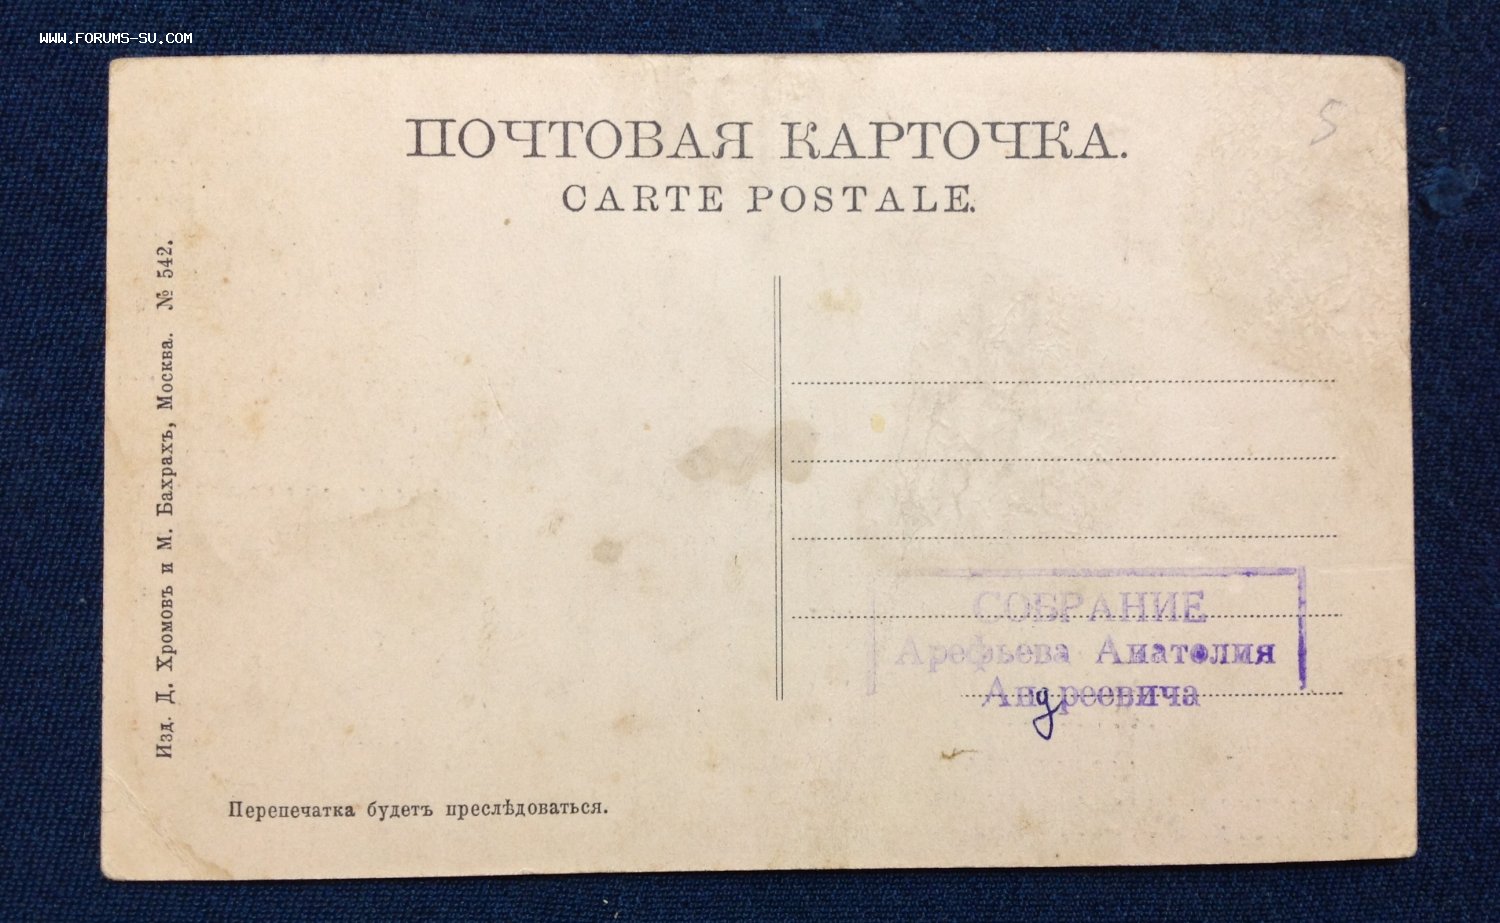 WWW.FORUMS-SU.COM
ПОЧТОВАЯ КАРТОЧКА.
CARTE POSTALE.
5
Изд. Д. Хромовъ и М. Бахрахъ, Москва. № 542.
СОБРАНИЕ
Арефьева Анатолия
Андреевича
Перепечатка будетъ преслѣдоваться.